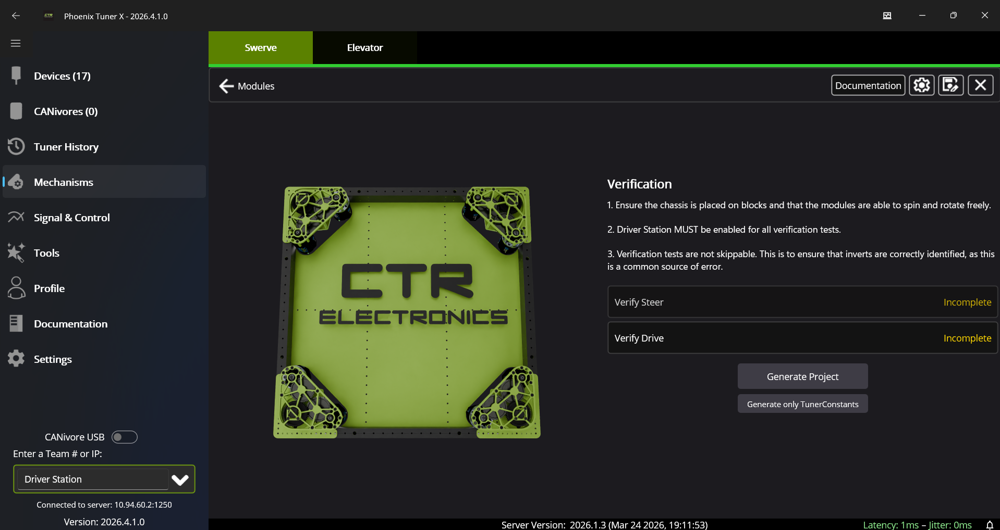 CTR
Phoenix Tuner X - 2026.4.1.0
Devices (17)
CANivores (0)
Tuner History
Mechanisms
Signal & Control
Tools
Profile
Documentation
Settings
CANivore USB
Enter a Team # or IP:
Driver Station
Connected to server: 10.94.60.2:1250
Version: 2026.4.1.0
Swerve
Elevator
Modules
Documentation
CTR
ELECTRONICS
Verification
1. Ensure the chassis is placed on blocks and that the modules are able to spin and rotate freely.
2. Driver Station MUST be enabled for all verification tests.
3. Verification tests are not skippable. This is to ensure that inverts are correctly identified, as this
is a common source of error.
Verify Steer Incomplete
Verify Drive Incomplete
Generate Project
Generate only TunerConstants
Server Version: 2026.1.3 (Mar 24 2026, 19:11:53)
Latency: 1ms – Jitter: 0ms